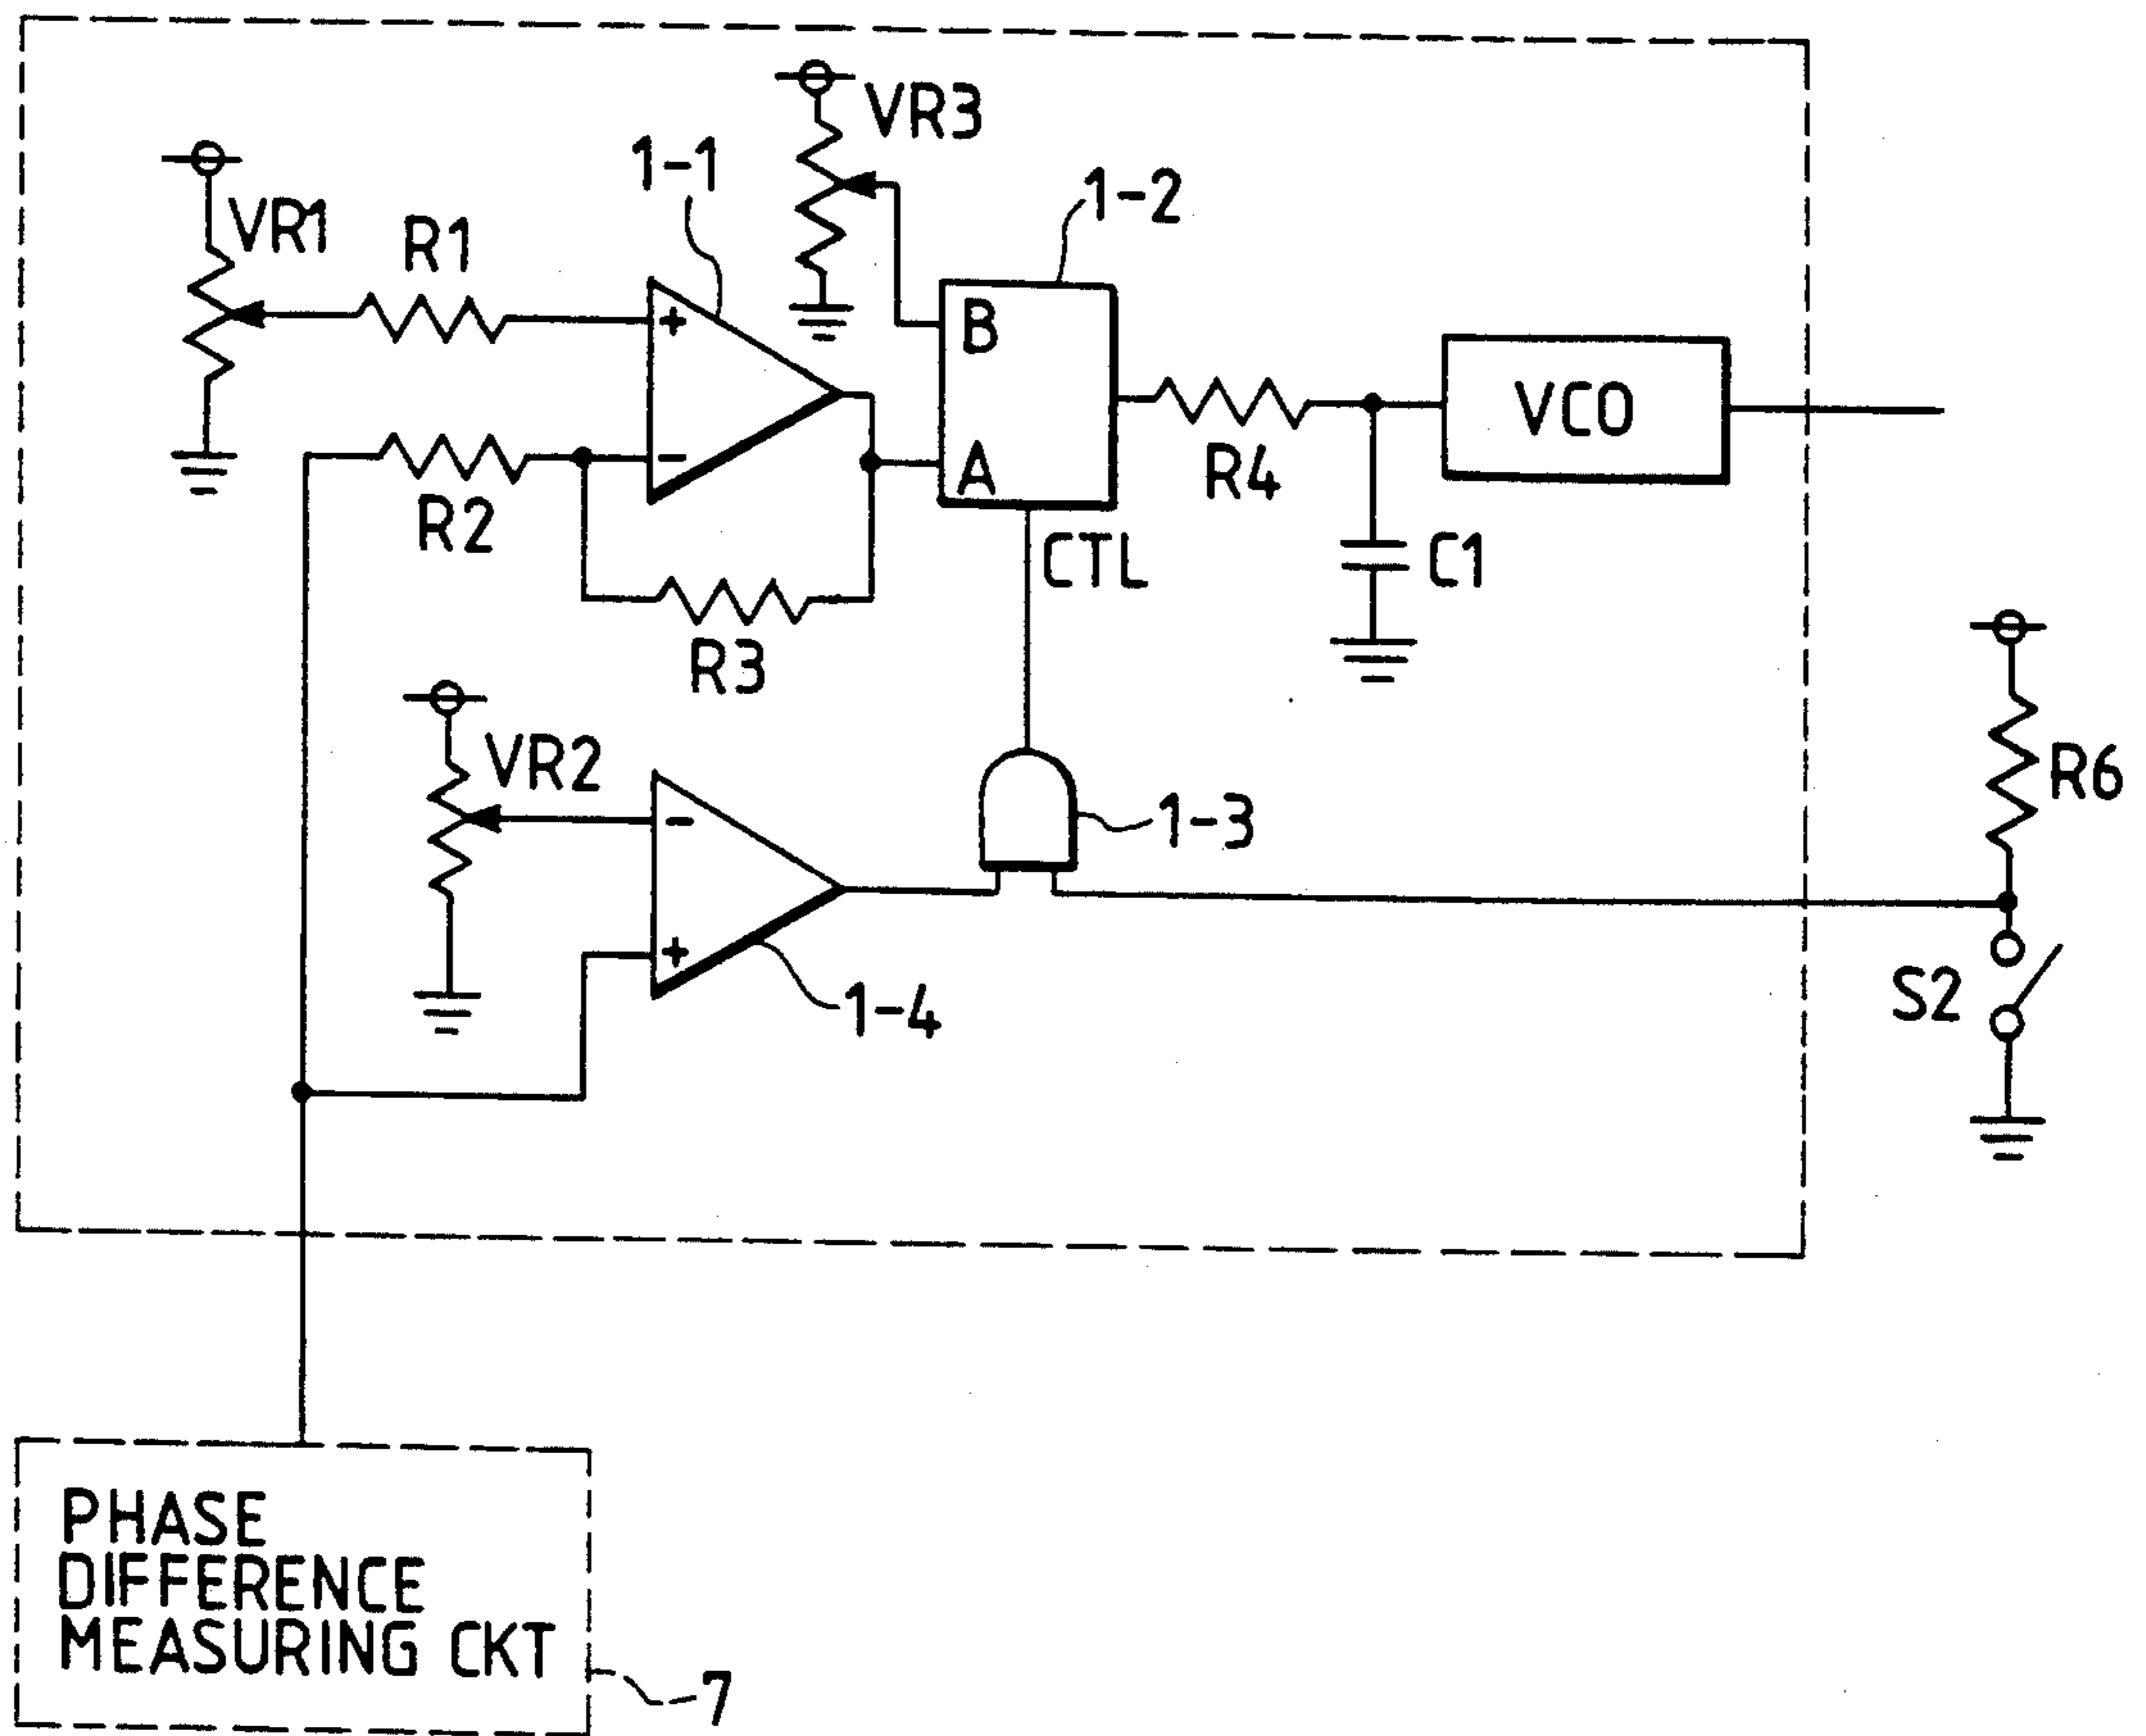 VR3
1-1
1-2
VR1
R1
+
B
VCO
-
A
R4
R2
CTL
C1
R3
VR2
R6
-
1-3
+
1-4
S2
PHASE
DIFFERENCE
MEASURING CKT
7